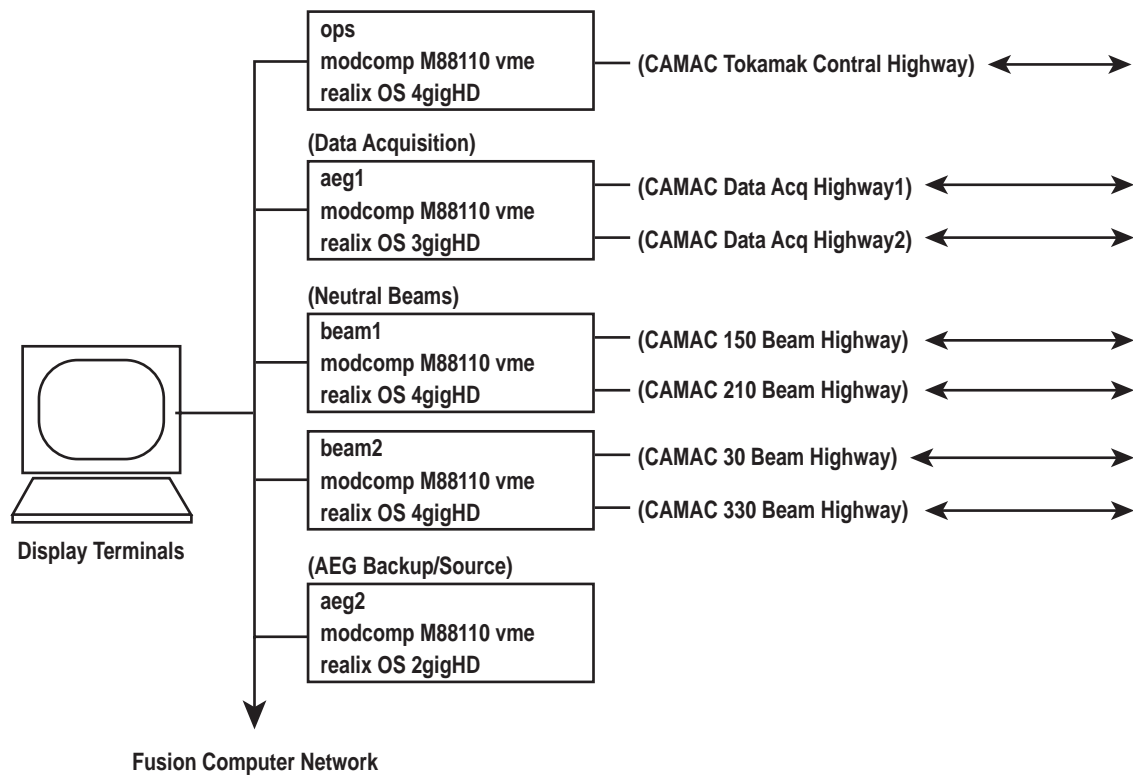 ops
modcomp M88110 vme
realix OS 4gigHD
(CAMAC Tokamak Contral Highway)
(Data Acquisition)
aeg1
modcomp M88110 vme
realix OS 3gigHD
(CAMAC Data Acq Highway1)
(CAMAC Data Acq Highway2)
(Neutral Beams)
beam1
modcomp M88110 vme
realix OS 4gigHD
(CAMAC 150 Beam Highway)
(CAMAC 210 Beam Highway)
beam2
modcomp M88110 vme
realix OS 4gigHD
(CAMAC 30 Beam Highway)
(CAMAC 330 Beam Highway)
Display Terminals
(AEG Backup/Source)
aeg2
modcomp M88110 vme
realix OS 2gigHD
Fusion Computer Network